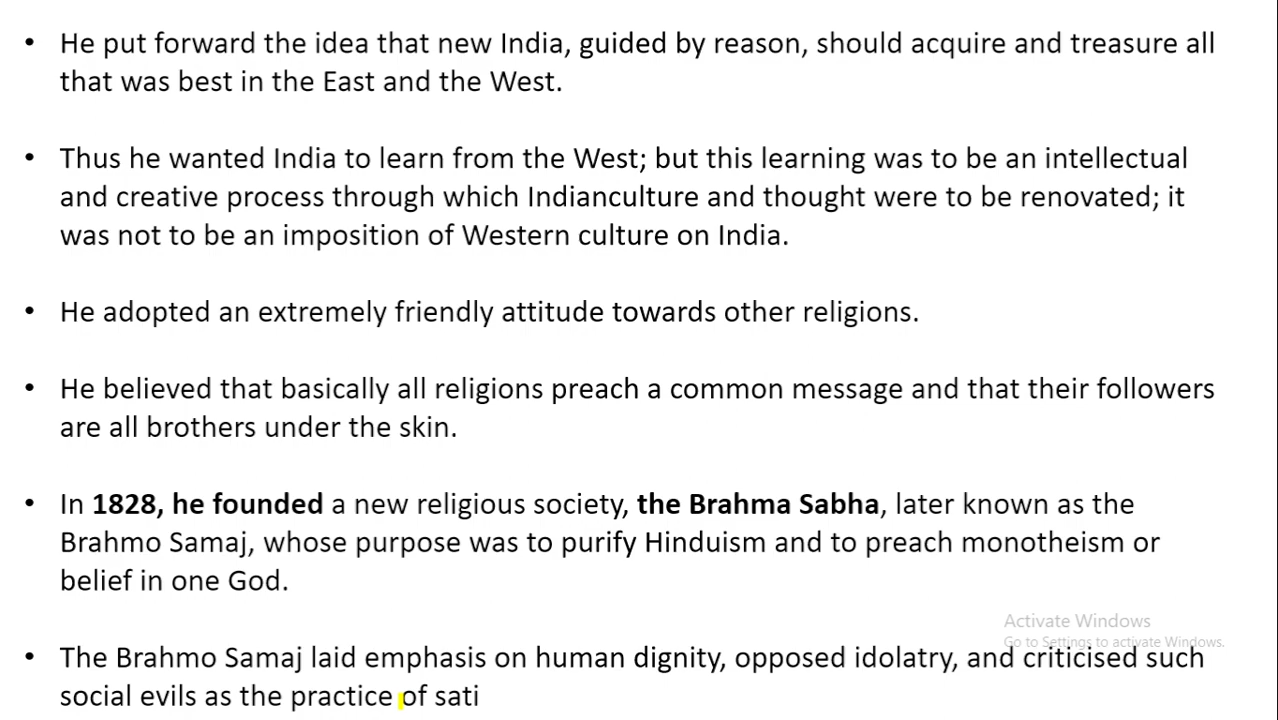 • He put forward the idea that new India, guided by reason, should acquire and treasure all
that was best in the East and the West.
• Thus he wanted India to learn from the West; but this learning was to be an intellectual
and creative process through which Indianculture and thought were to be renovated; it
was not to be an imposition of Western culture on India.
• He adopted an extremely friendly attitude towards other religions.
• He believed that basically all religions preach a common message and that their followers
are all brothers under the skin.
• In 1828, he founded a new religious society, the Brahma Sabha, later known as the
Brahmo Samaj, whose purpose was to purify Hinduism and to preach monotheism or
belief in one God.
Activate Windows
Go to Settings to activate Windows.
• The Brahmo Samaj laid emphasis on human dignity, opposed idolatry, and criticised such
social evils as the practice of sati